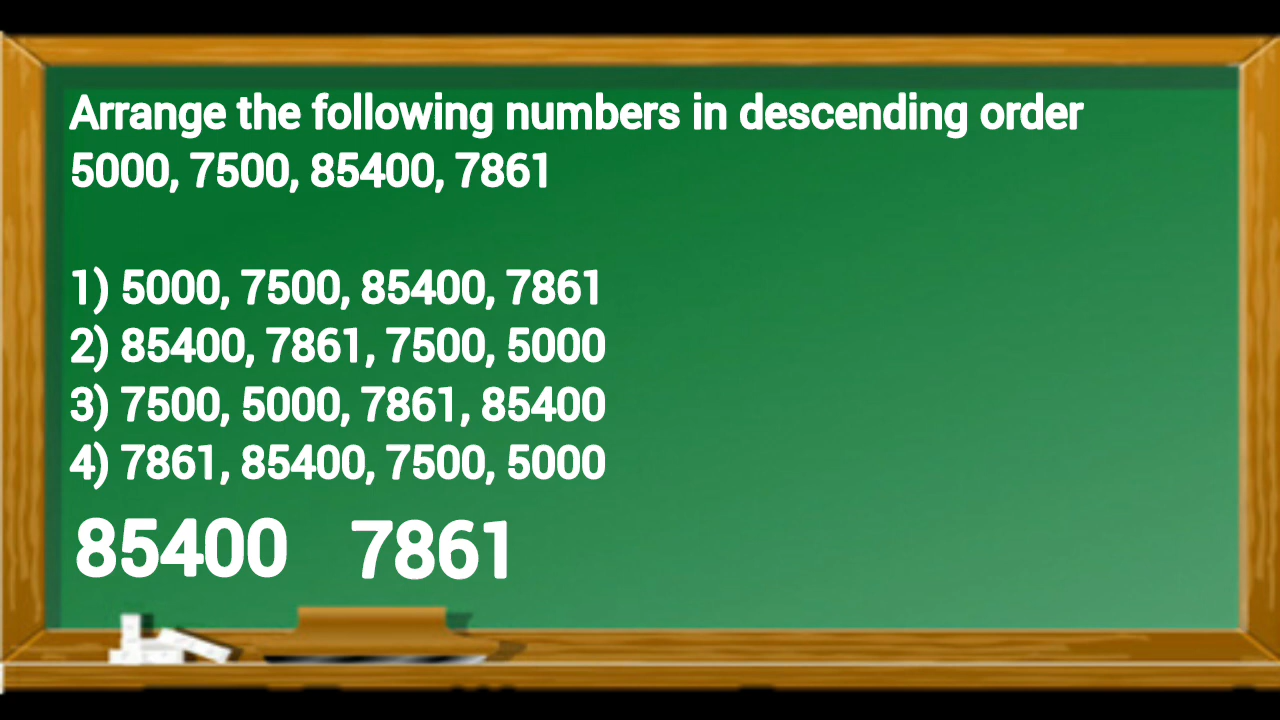 Arrange the following numbers in descending order
5000, 7500, 85400, 7861
1) 5000, 7500, 85400, 7861
2) 85400, 7861, 7500, 5000
3) 7500, 5000, 7861, 85400
4) 7861, 85400, 7500, 5000
85400 7861